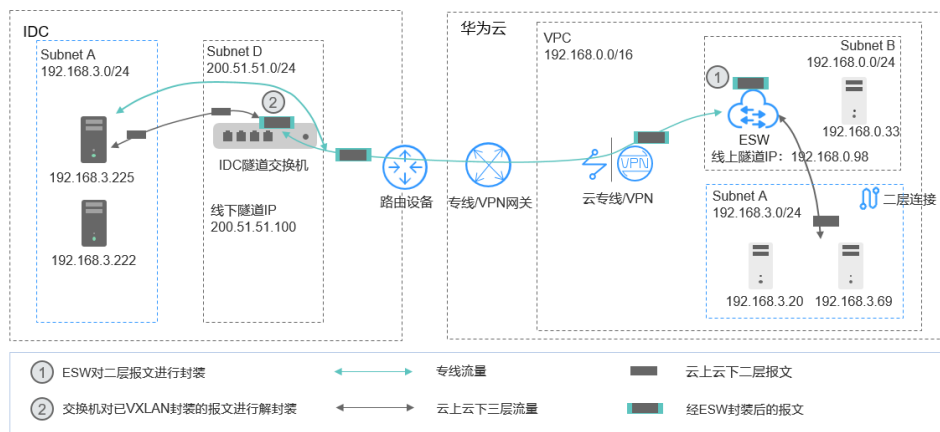 IDC
Subnet A
192.168.3.0/24
192.168.3.225
192.168.3.222
Subnet D
200.51.51.0/24
2
IDC隧道交换机
线下隧道IP
200.51.51.100
路由设备
专线/VPN网关
华为云
VPC
192.168.0.0/16
VPN
云专线/VPN
Subnet B
192.168.0.0/24
1
192.168.0.33
ESW
线上隧道IP：192.168.0.98
Subnet A
192.168.3.0/24
二层连接
192.168.3.20
192.168.3.69
1 ESW对二层报文进行封装
专线流量
云上云下二层报文
2 交换机对已VXLAN封装的报文进行解封装
云上云下三层流量
经ESW封装后的报文